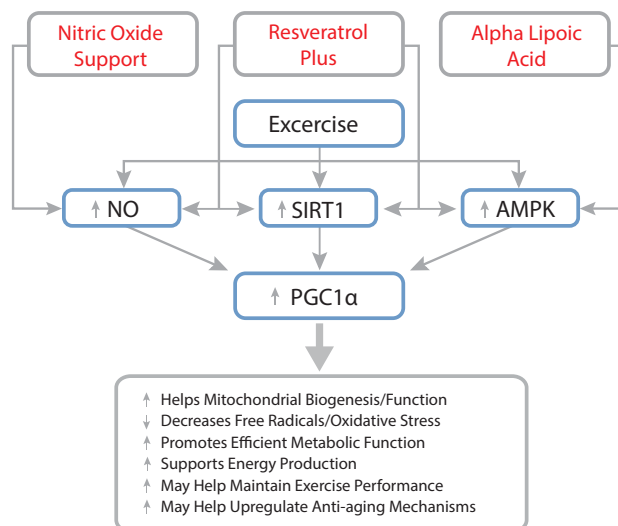 Nitric Oxide
Support
Resveratrol
Plus
Alpha Lipoic
Acid
Excercise
↑ NO
↑ SIRT1
↑ AMPK
↑ PGC1α
↑ Helps Mitochondrial Biogenesis/Function
↓ Decreases Free Radicals/Oxidative Stress
↑ Promotes Efficient Metabolic Function
↑ Supports Energy Production
↑ May Help Maintain Exercise Performance
↑ May Help Upregulate Anti-aging Mechanisms